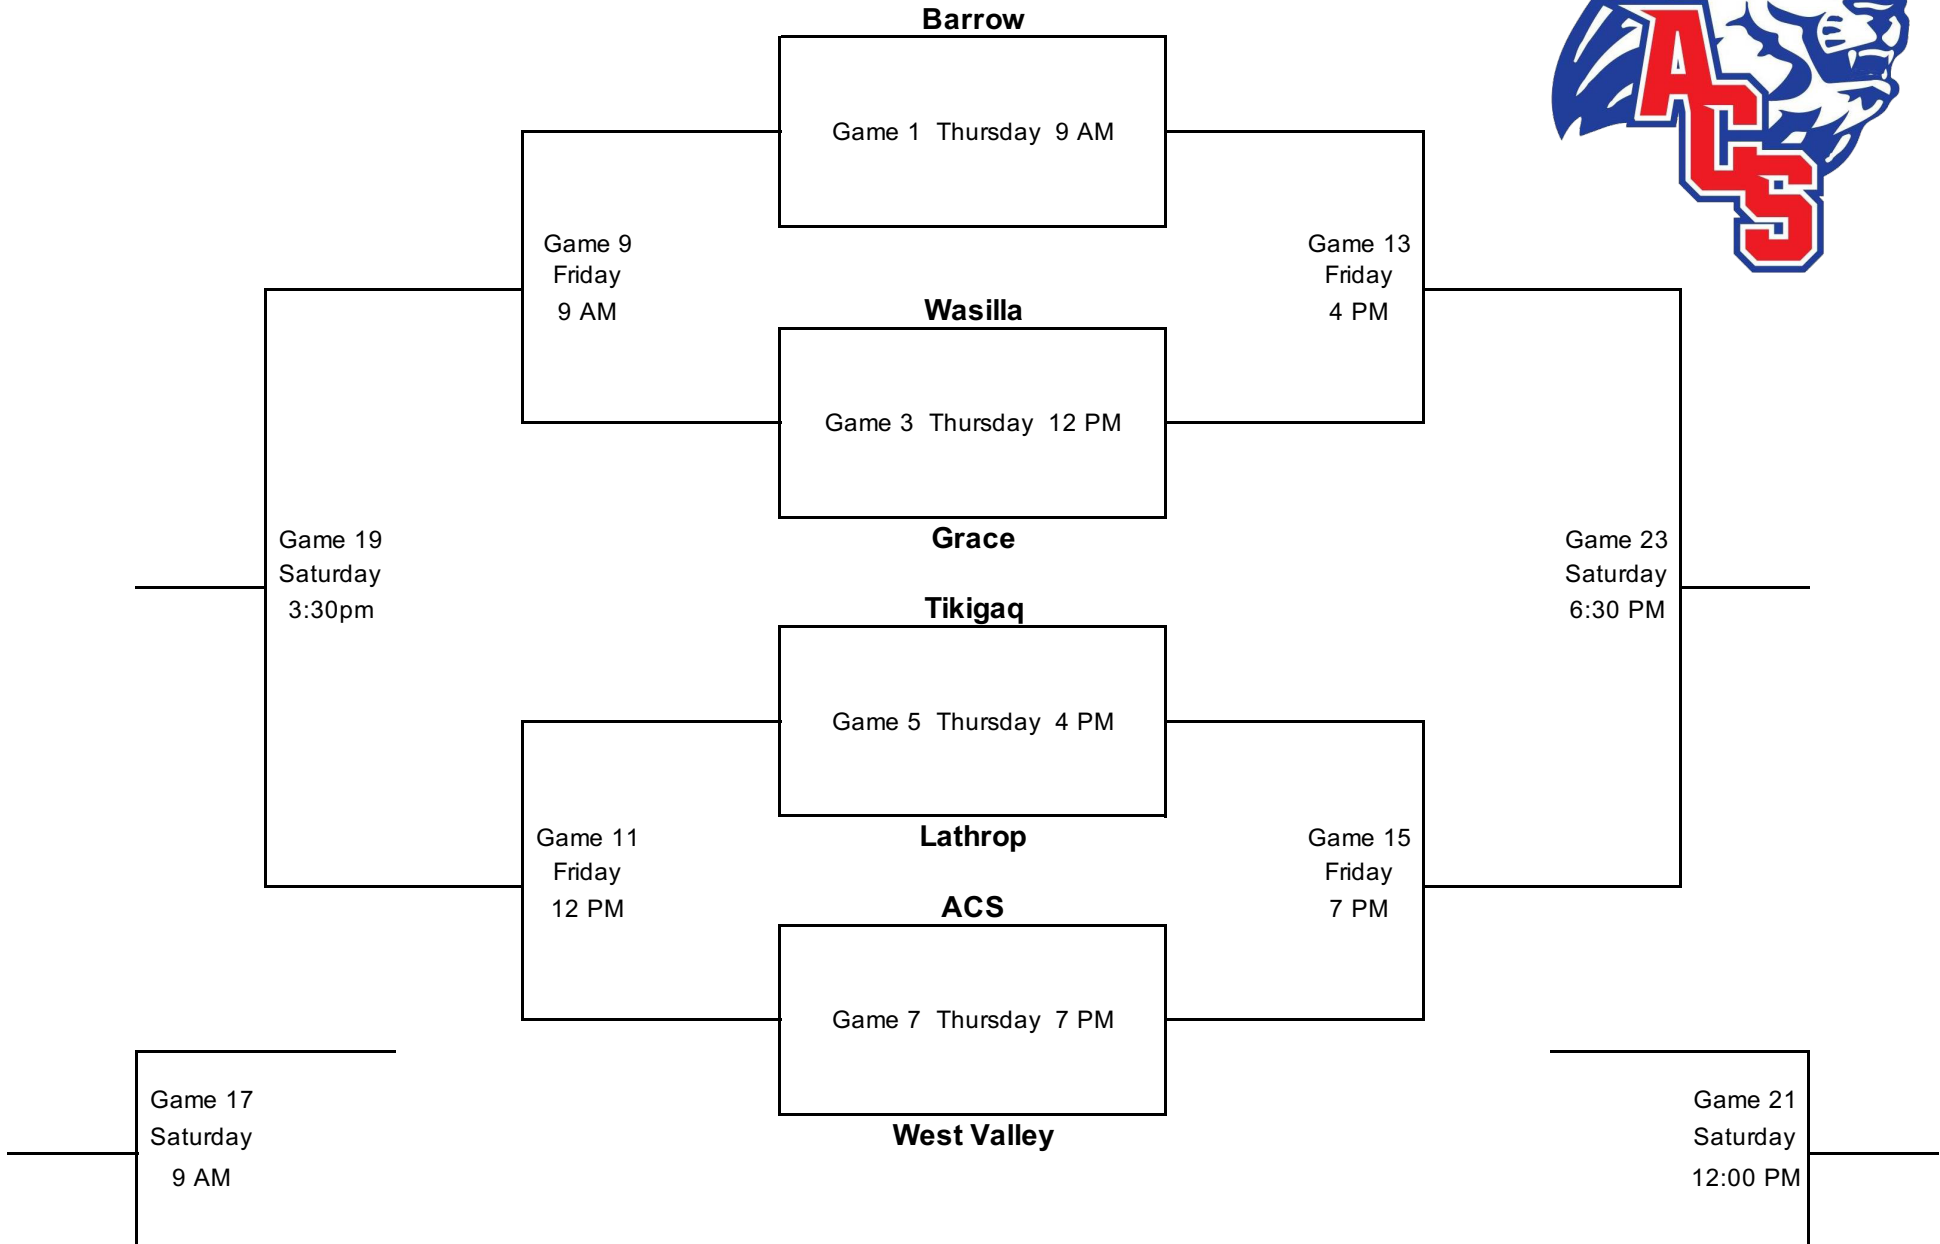 Barrow
ACS
Game 1 Thursday 9 AM
Game 9
Friday
9 AM
Game 13
Friday
4 PM
Wasilla
Game 3 Thursday 12 PM
Grace
Game 19
Saturday
3:30pm
Game 23
Saturday
6:30 PM
Tikigaq
Game 5 Thursday 4 PM
Lathrop
Game 11
Friday
12 PM
Game 15
Friday
7 PM
ACS
Game 7 Thursday 7 PM
West Valley
Game 17
Saturday
9 AM
Game 21
Saturday
12:00 PM